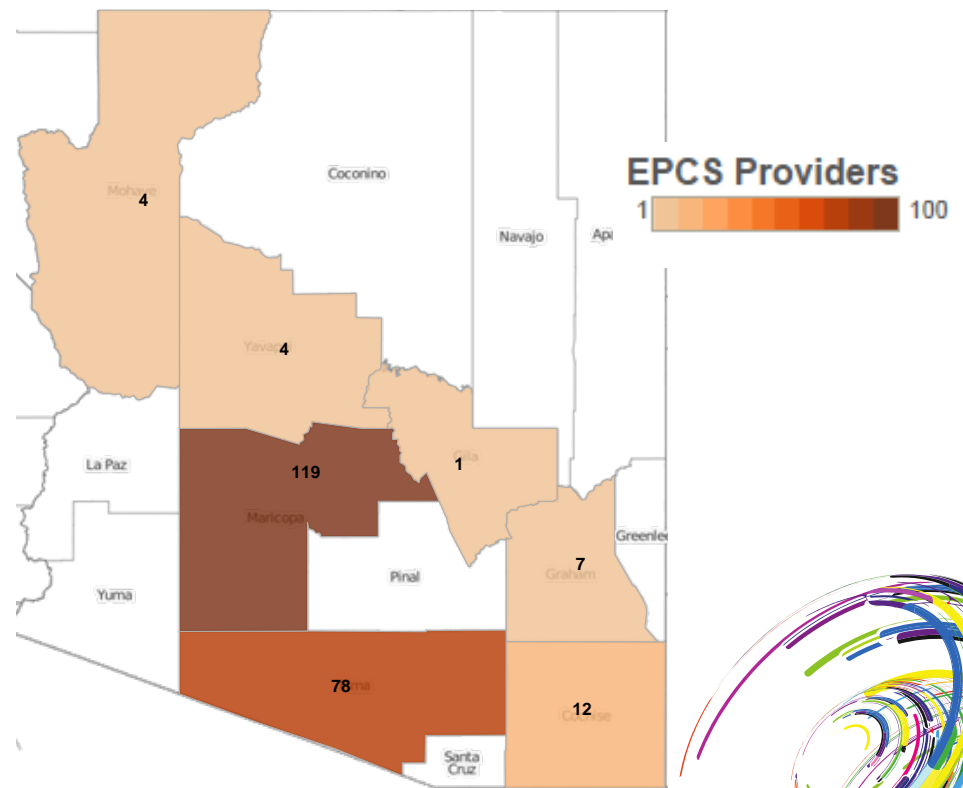 EPCS Providers
1
100
Coconino
Mohave
4
Navajo
Apa
Yavapai
4
Gila
1
La Paz
119
Maricopa
Greenlee
7
Graham
Pinal
Yuma
78
12
Cochise
Santa
Cruz